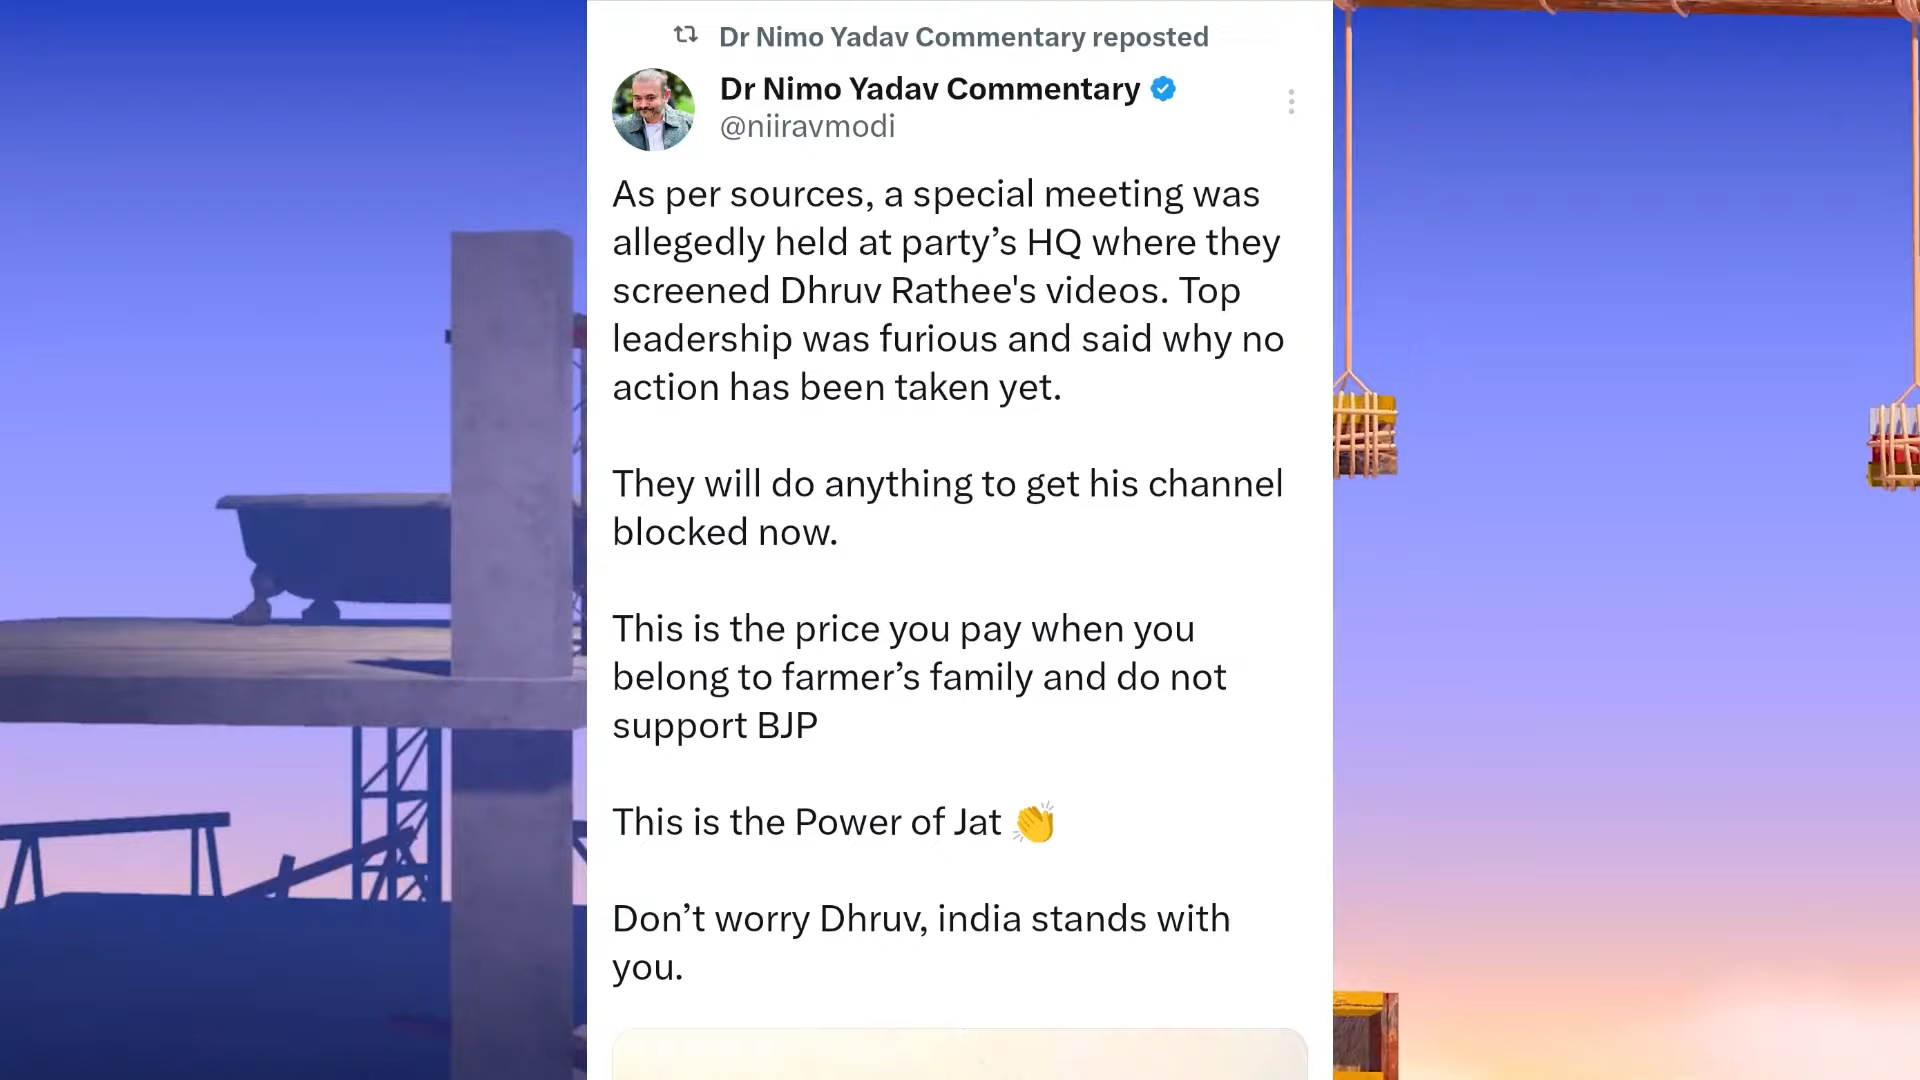 Dr Nimo Yadav Commentary reposted
Dr Nimo Yadav Commentary
@niiravmodi
As per sources, a special meeting was
allegedly held at party’s HQ where they
screened Dhruv Rathee's videos. Top
leadership was furious and said why no
action has been taken yet.
They will do anything to get his channel
blocked now.
This is the price you pay when you
belong to farmer’s family and do not
support BJP
This is the Power of Jat 👏
Don’t worry Dhruv, india stands with
you.